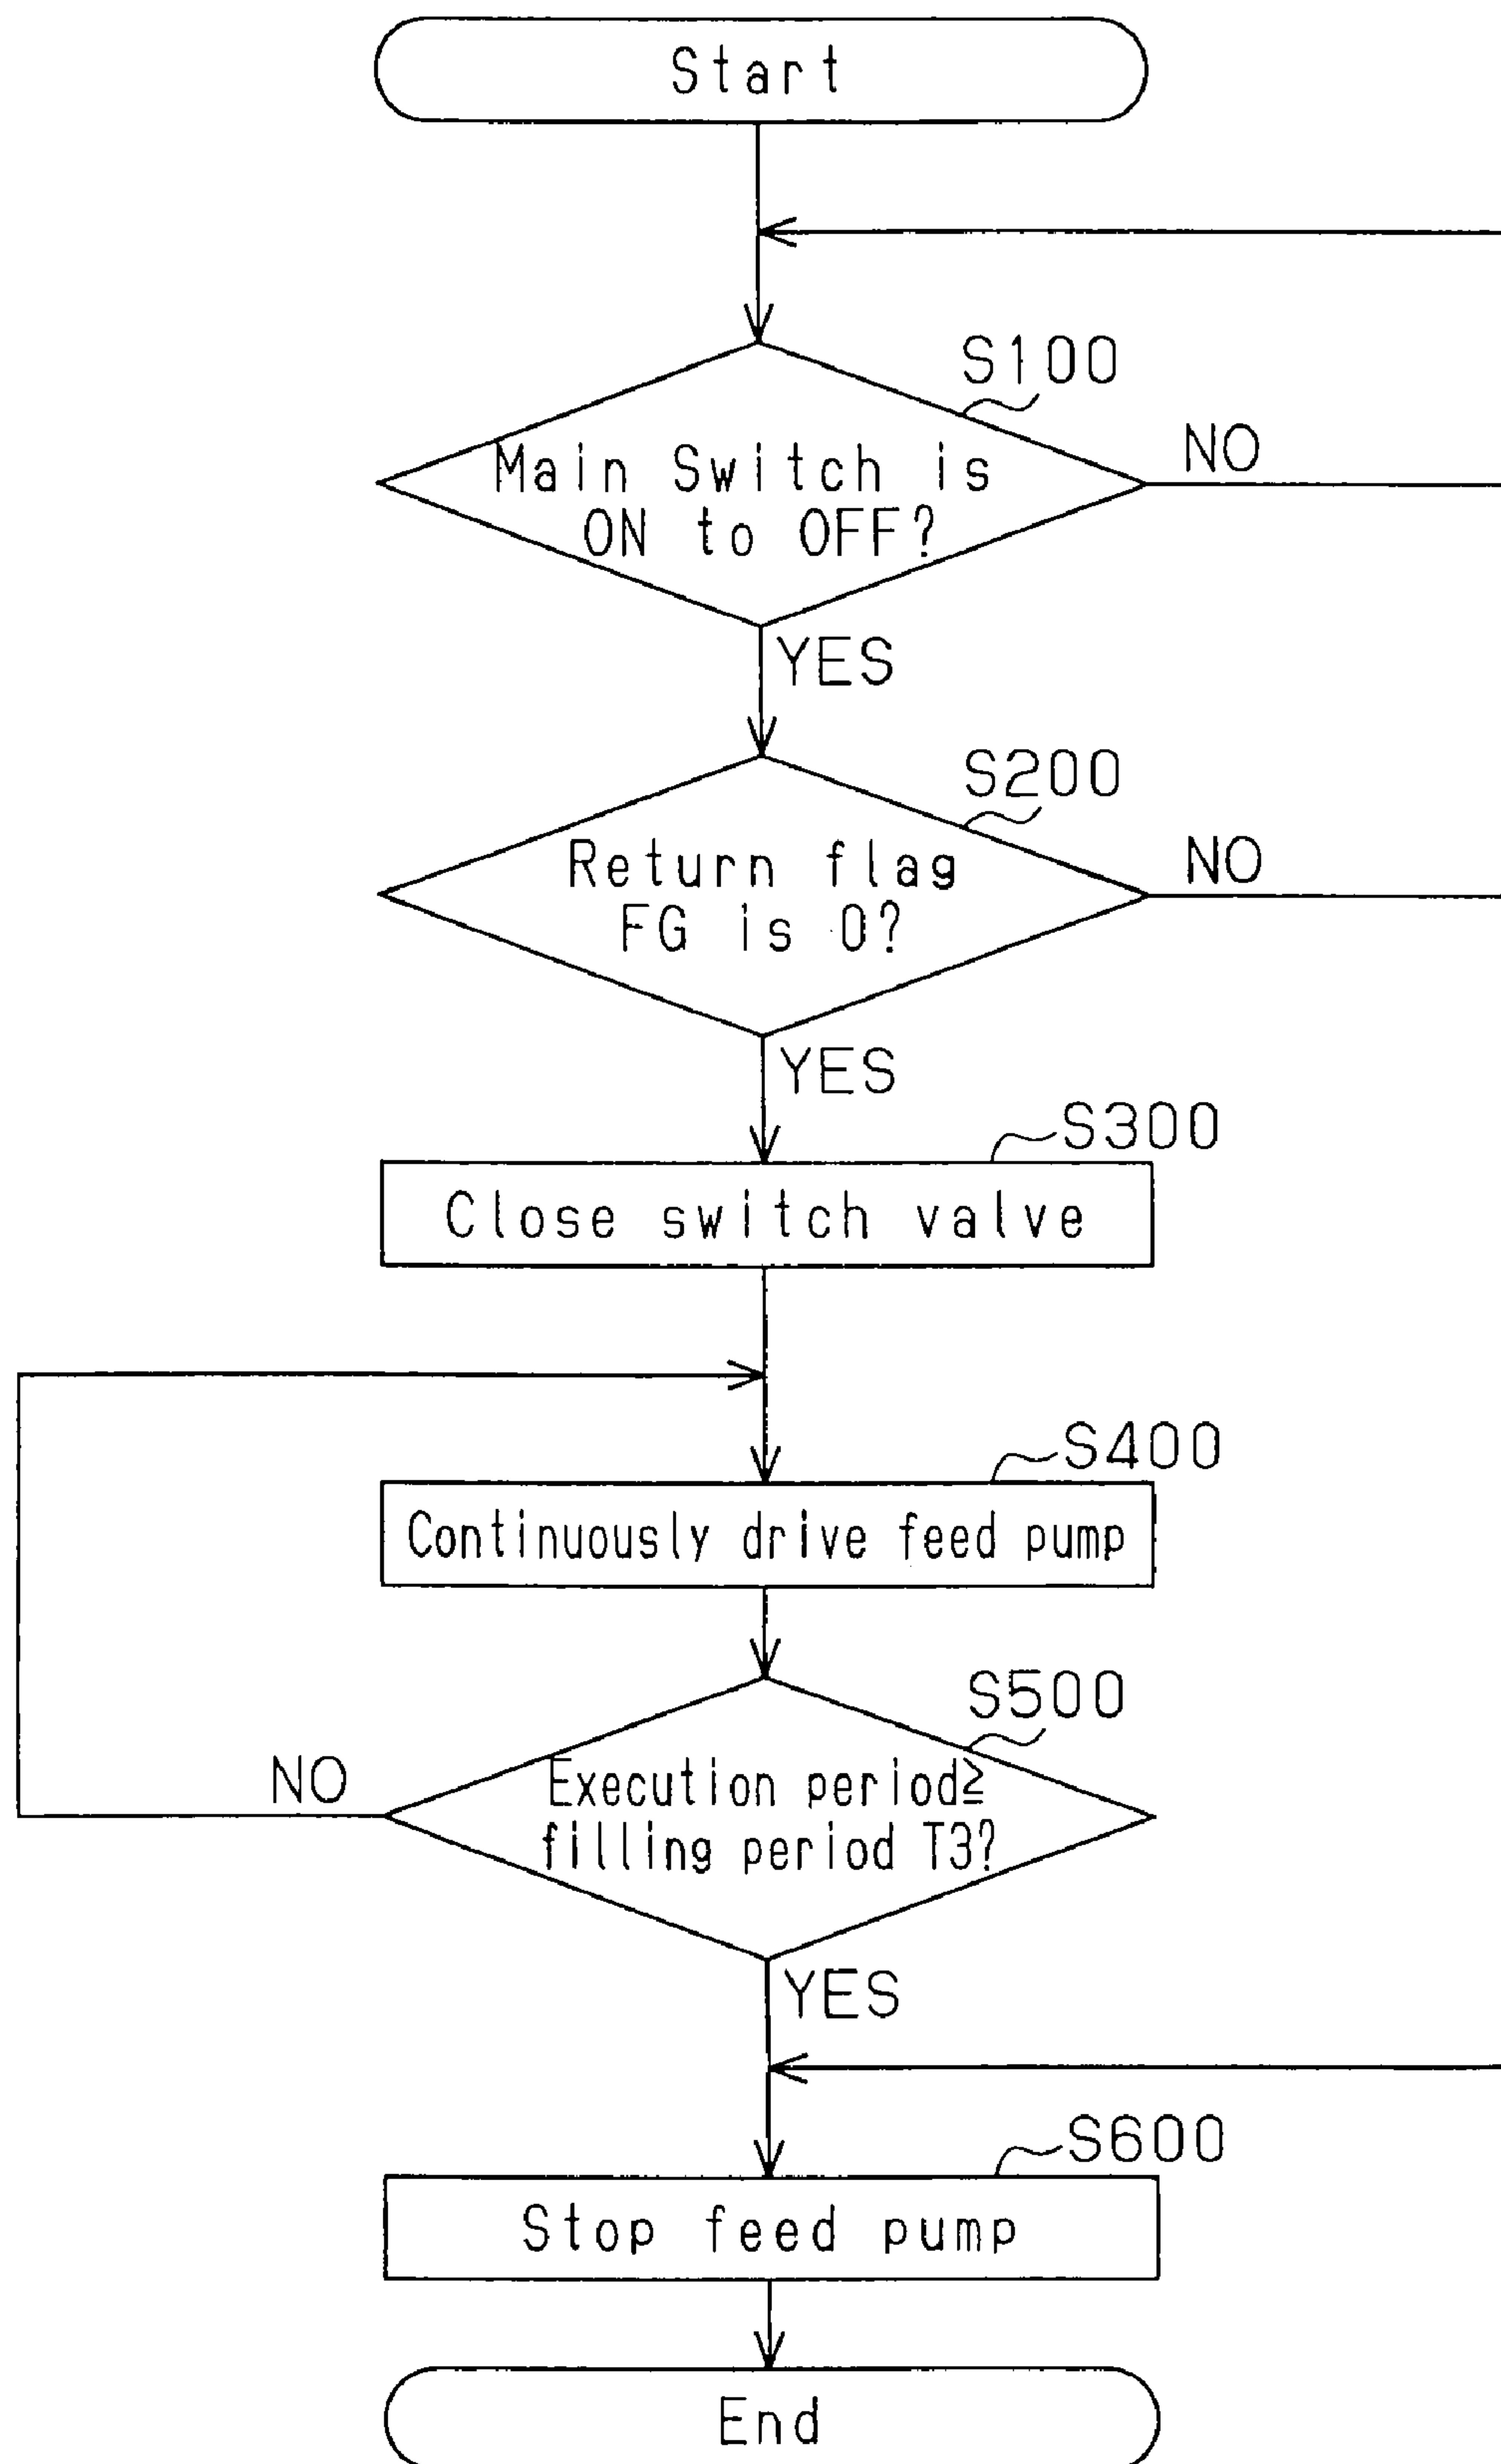 Start
S100
Main Switch is
ON to OFF?
NO
YES
S200
Return flag
FG is 0?
NO
YES
S300
Close switch valve
S400
Continuously drive feed pump
S500
Execution period≧
filling period T3?
NO
YES
S600
Stop feed pump
End